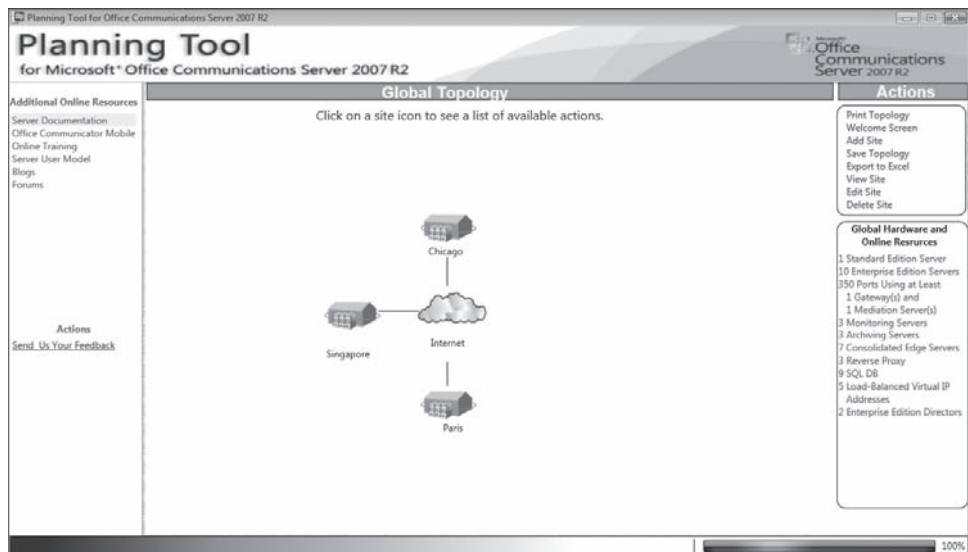 Planning Tool for Office Communications Server 2007 R2
Planning Tool
for Microsoft® Office Communications Server 2007 R2
Microsoft®
Office
Communications
Server 2007 R2
Additional Online Resources
Server Documentation
Office Communicator Mobile
Online Training
Server User Model
Blogs
Forums
Actions
Send Us Your Feedback
Global Topology
Click on a site icon to see a list of available actions.
Chicago
Singapore
Internet
Paris
Actions
Print Topology
Welcome Screen
Add Site
Save Topology
Export to Excel
View Site
Edit Site
Delete Site
Global Hardware and
Online Resrurces
1 Standard Edition Server
10 Enterprise Edition Servers
350 Ports Using at Least
1 Gateway(s) and
1 Mediation Server(s)
3 Monitoring Servers
3 Archiving Servers
7 Consolidated Edge Servers
3 Reverse Proxy
9 SQL DB
5 Load-Balanced Virtual IP
Addresses
2 Enterprise Edition Directors
100%